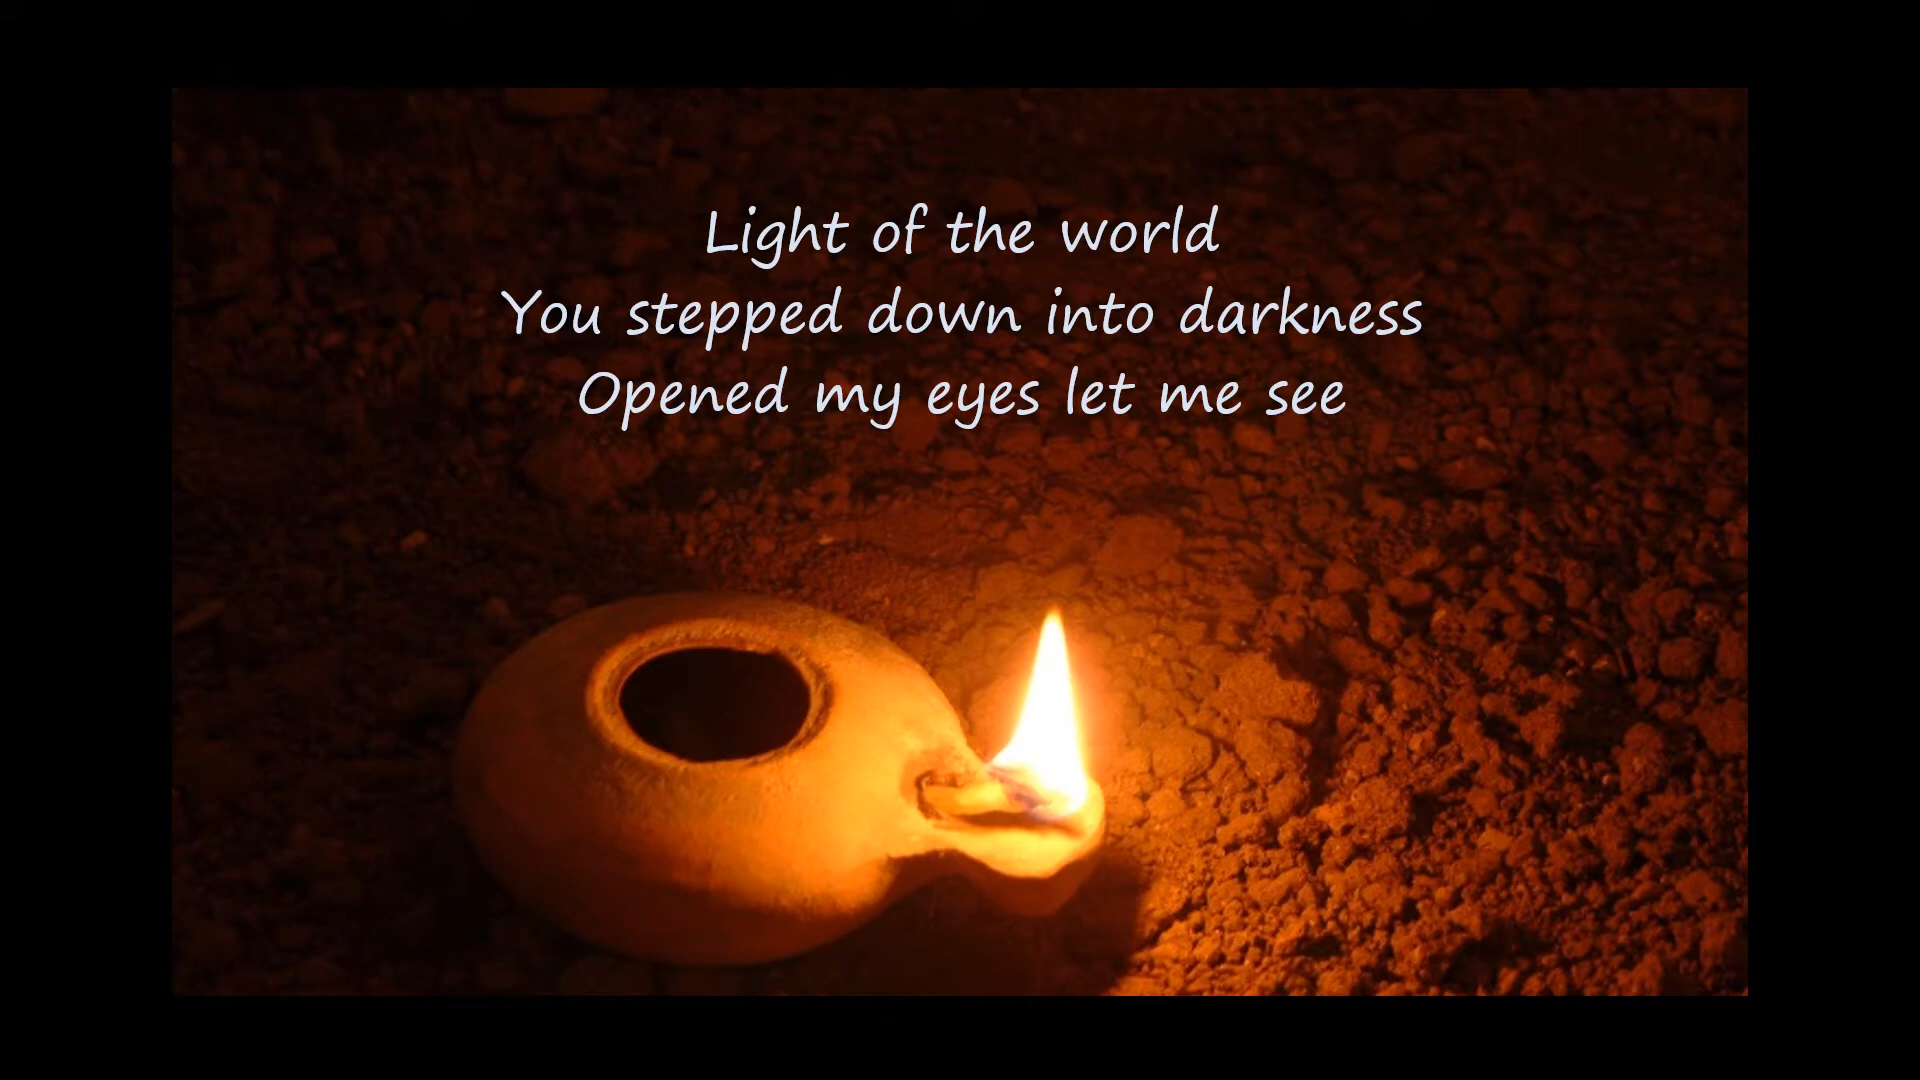 Light of the world
You stepped down into darkness
Opened my eyes let me see